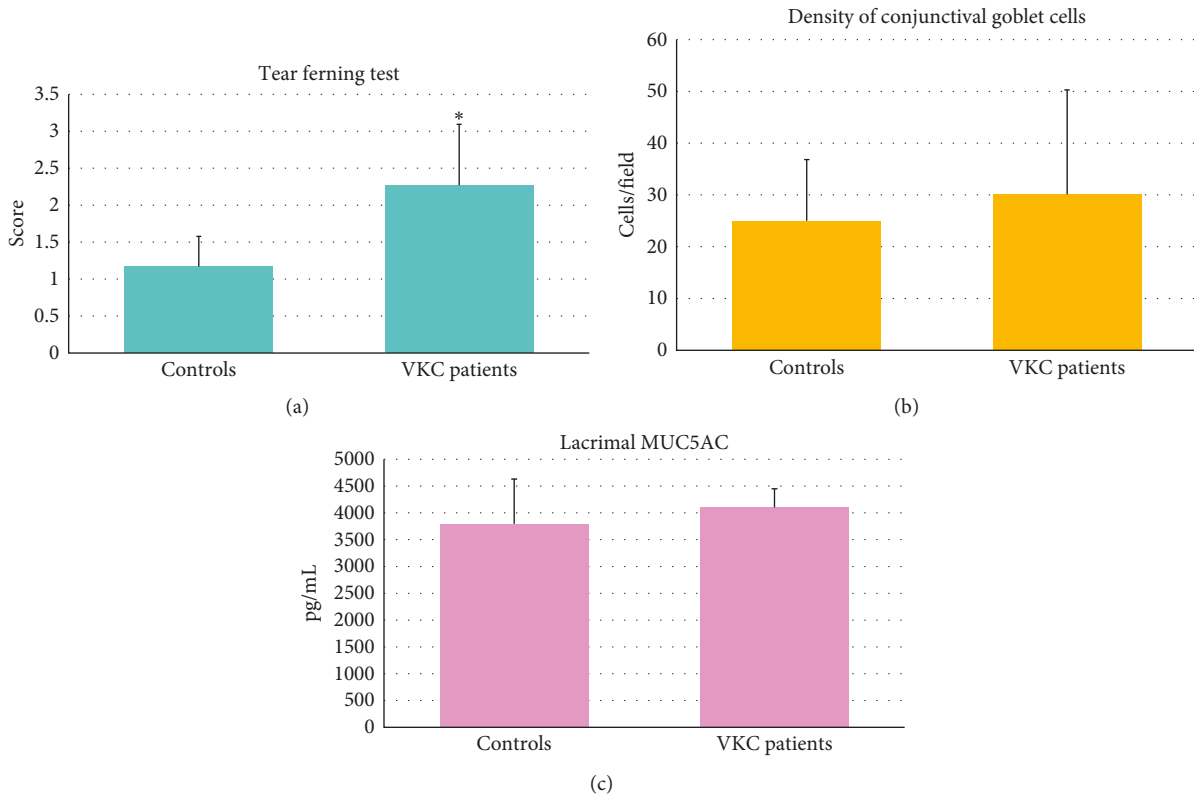 Tear ferning test
3.5
3
2.5
2
1.5
1
0.5
0
Score
*
Controls VKC patients
(a)
Density of conjunctival goblet cells
60
50
40
30
20
10
0
Cells/field
Controls VKC patients
(b)
Lacrimal MUC5AC
5000
4500
4000
3500
3000
2500
2000
1500
1000
500
0
pg/mL
Controls VKC patients
(c)